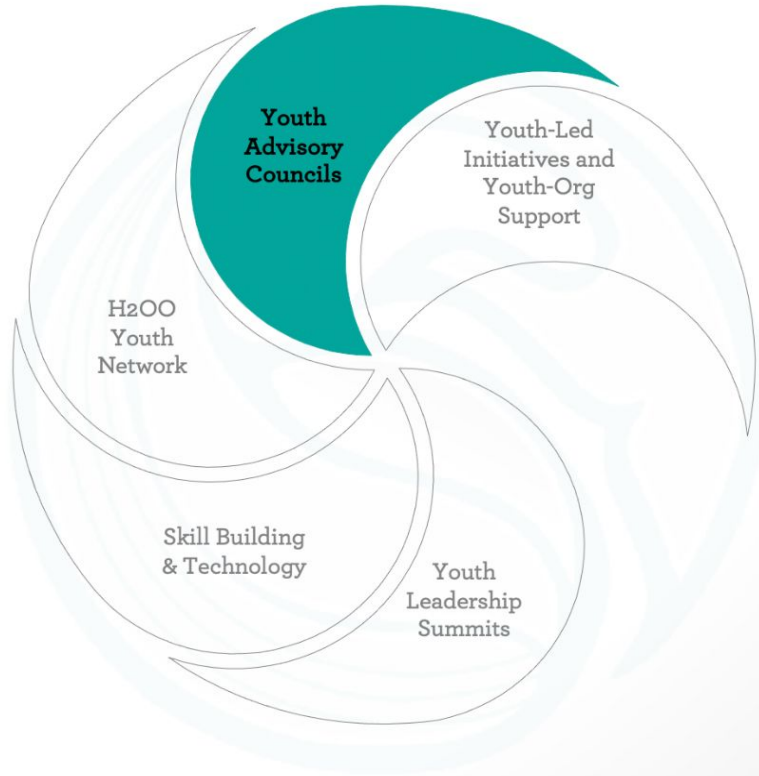 Youth
Advisory
Councils
Youth-Led
Initiatives and
Youth-Org
Support
H2OO
Youth
Network
Skill Building
& Technology
Youth
Leadership
Summits